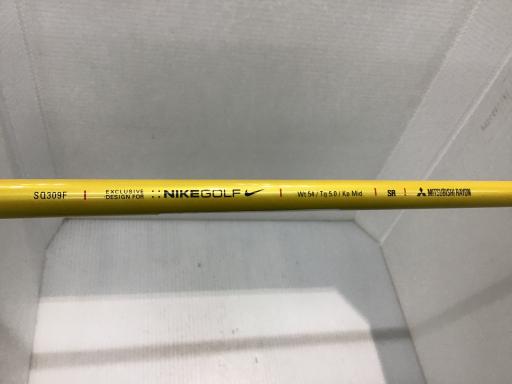 SQ309F | EXCLUSIVE DESIGN FOR NIKEGOLF | Wt 54 / Tq 5.0 / Kp Mid | SR | MITSUBISHI RAYON